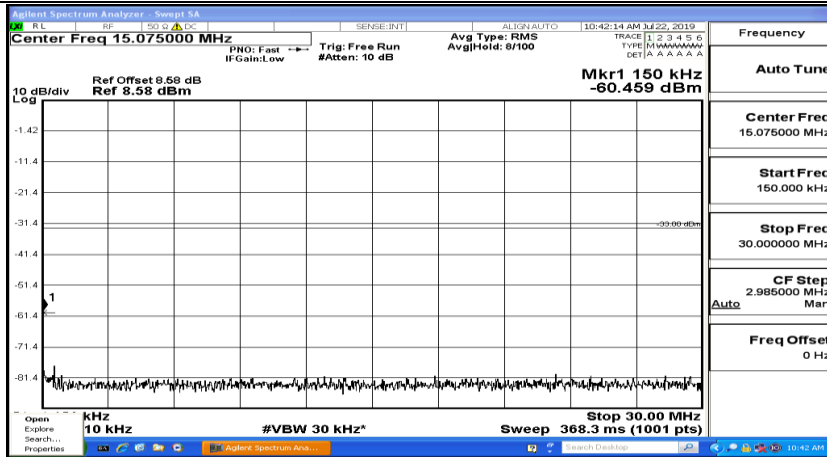 Agilent Spectrum Analyzer - Swept SA
LXI RL RF 50 Ω DC SENSE:INT ALIGN AUTO 10:42:14 AM Jul 22, 2019
Center Freq 15.075000 MHz
PNO: Fast
IFGain:Low
Trig: Free Run
#Atten: 10 dB
Avg Type: RMS
Avg|Hold: 8/100
TRACE 1 2 3 4 5 6
TYPE M W W W W W
DET A A A A A A
Mkr1 150 kHz
-60.459 dBm
Ref Offset 8.58 dB
Ref 8.58 dBm
10 dB/div
Log
-1.42
-11.4
-21.4
-31.4
-41.4
-51.4
-61.4
-71.4
-81.4
-33.00 dBm
1
kHz
10 kHz
#VBW 30 kHz*
Stop 30.00 MHz
Sweep 368.3 ms (1001 pts)
Frequency
Auto Tune
Center Freq
15.075000 MHz
Start Freq
150.000 kHz
Stop Freq
30.000000 MHz
CF Step
2.985000 MHz
Auto Man
Freq Offset
0 Hz
Open
Explore
Search...
Properties
Agilent Spectrum Ana...
Search Desktop
10:42 AM